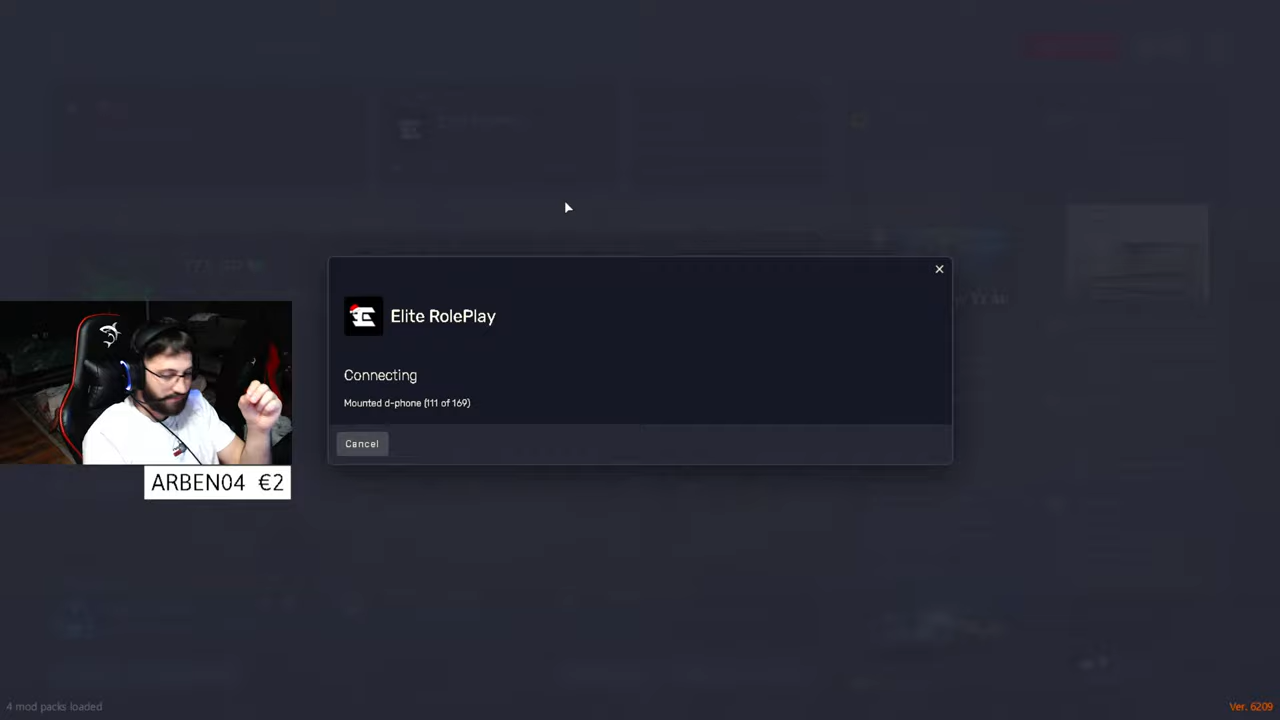 Elite RolePlay
Connecting
Mounted d-phone (111 of 169)
Cancel
ARBEN04 €2
4 mod packs loaded
Ver. 6209